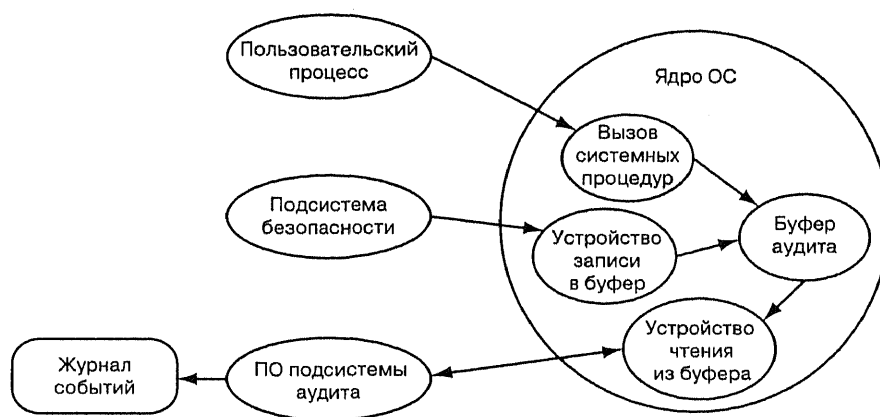 Пользовательский
процесс
Ядро ОС
Вызов
системных
процедур
Подсистема
безопасности
Устройство
записи
в буфер
Буфер
аудита
Устройство
чтения
из буфера
Журнал
событий
ПО подсистемы
аудита